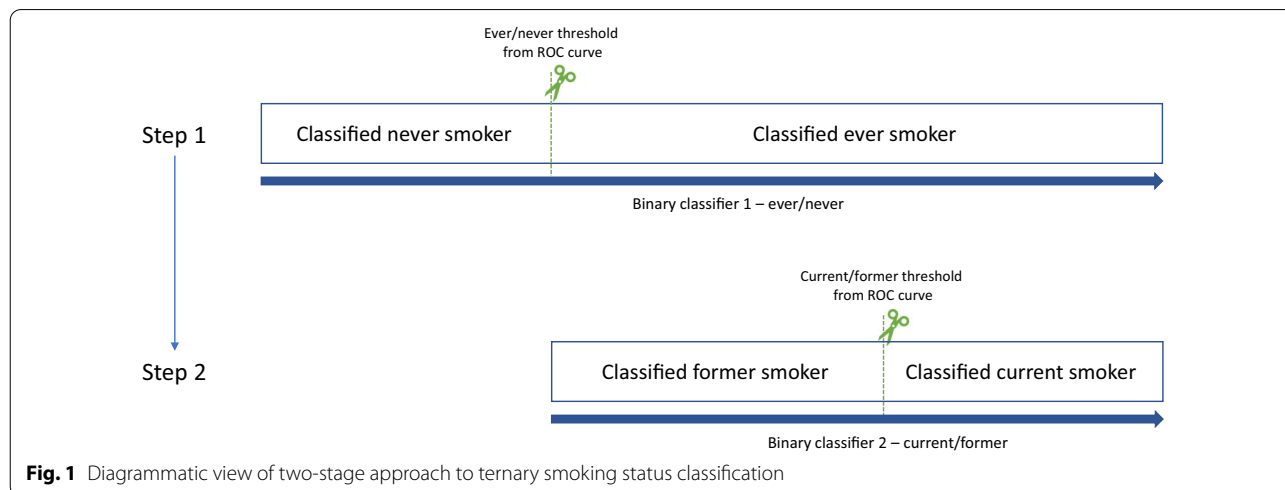 Ever/never threshold
from ROC curve
Step 1
Classified never smoker
Classified ever smoker
Binary classifier 1 – ever/never
Current/former threshold
from ROC curve
Step 2
Classified former smoker
Classified current smoker
Binary classifier 2 – current/former
Fig. 1 Diagrammatic view of two-stage approach to ternary smoking status classification